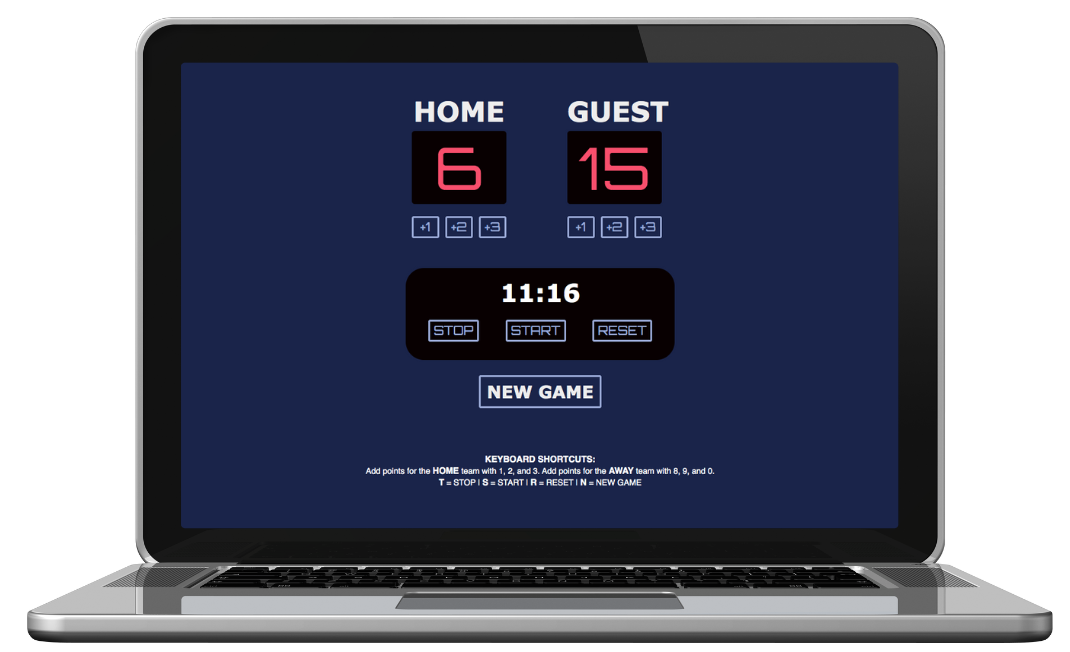 HOME GUEST
6 15
+1 +2 +3 +1 +2 +3
11:16
STOP START RESET
NEW GAME
KEYBOARD SHORTCUTS:
Add points for the HOME team with 1, 2, and 3. Add points for the AWAY team with 8, 9, and 0.
T = STOP | S = START | R = RESET | N = NEW GAME